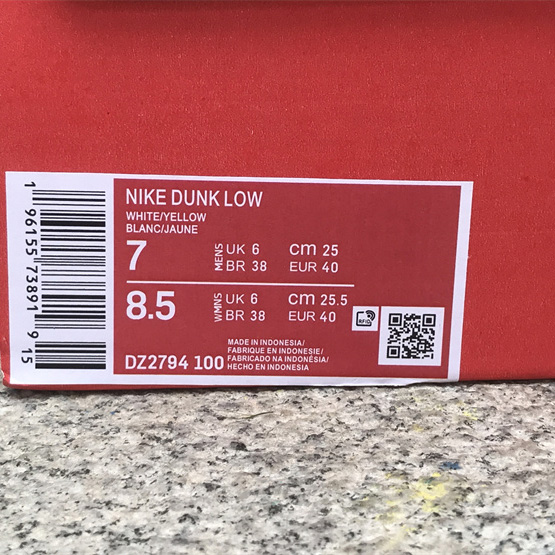 NIKE DUNK LOW
WHITE/YELLOW
BLANC/JAUNE
7 MENS UK 6 cm 25
BR 38 EUR 40
8.5 WMNS UK 6 cm 25.5
BR 38 EUR 40
RFID
DZ2794 100
MADE IN INDONESIA/
FABRIQUE EN INDONESIE/
FABRICADO NA INDONÉSIA/
HECHO EN INDONESIA
1 96155 73891 9 15